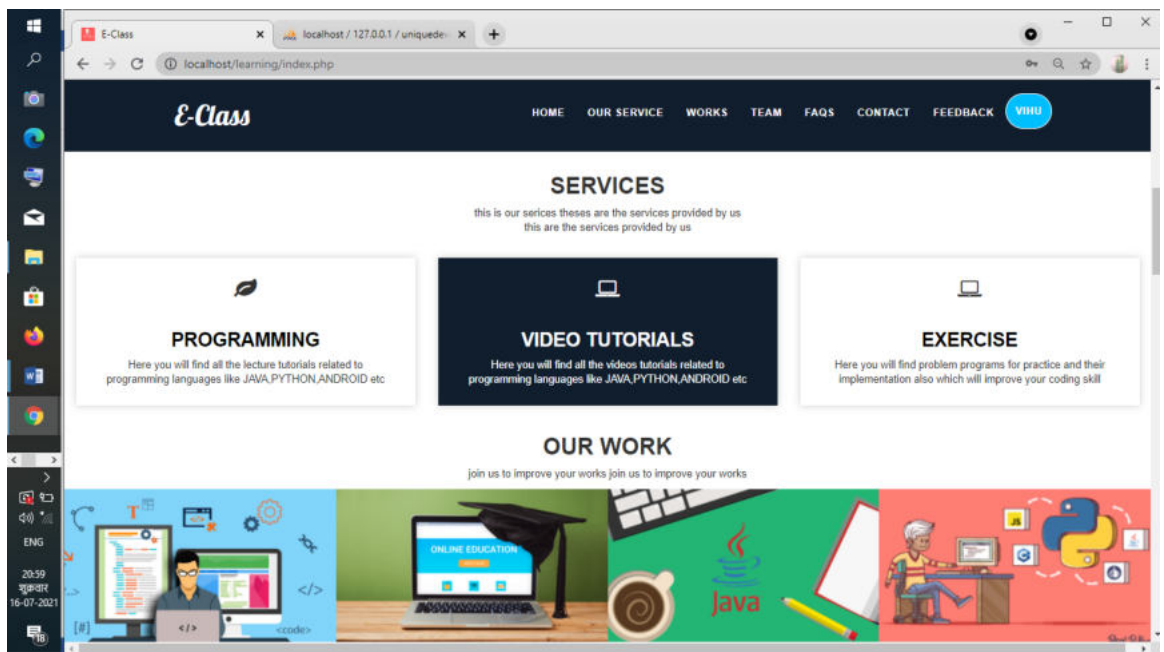 E-Class
localhost / 127.0.0.1 / uniquede
localhost/learning/index.php
E-Class
HOME OUR SERVICE WORKS TEAM FAQS CONTACT FEEDBACK VIHU
SERVICES
this is our serices theses are the services provided by us
this are the services provided by us
PROGRAMMING
Here you will find all the lecture tutorials related to
programming languages like JAVA,PYTHON,ANDROID etc
VIDEO TUTORIALS
Here you will find all the videos tutorials related to
programming languages like JAVA,PYTHON,ANDROID etc
EXERCISE
Here you will find problem programs for practice and their
implementation also which will improve your coding skill
OUR WORK
join us to improve your works join us to improve your works
T
</>
[#]
</>
<code>
ONLINE EDUCATION
Java
JS
ENG
20:59
शुक्रवार
16-07-2021
18